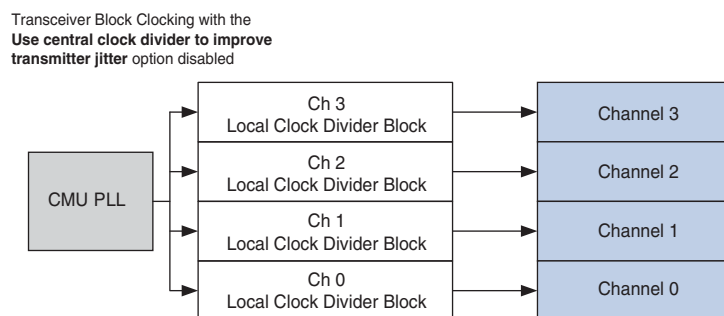 Transceiver Block Clocking with the
Use central clock divider to improve
transmitter jitter option disabled
Ch 3
Local Clock Divider Block
Channel 3
Ch 2
Local Clock Divider Block
Channel 2
CMU PLL
Ch 1
Local Clock Divider Block
Channel 1
Ch 0
Local Clock Divider Block
Channel 0